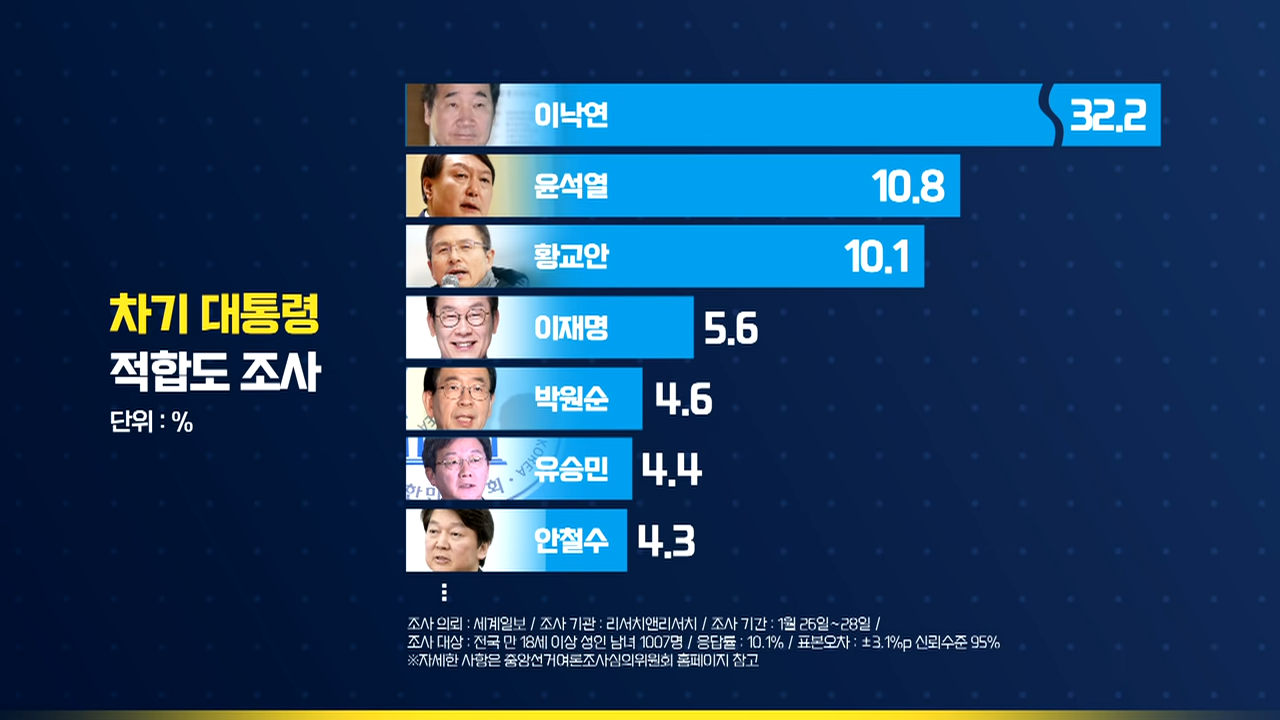 차기 대통령
적합도 조사
단위 : %
이낙연 32.2
윤석열 10.8
황교안 10.1
이재명 5.6
박원순 4.6
유승민 4.4
안철수 4.3
조사 의뢰 : 세계일보 / 조사 기관 : 리서치앤리서치 / 조사 기간 : 1월 26일~28일 /
조사 대상 : 전국 만 18세 이상 성인 남녀 1007명 / 응답률 : 10.1% / 표본오차 : ±3.1%p 신뢰수준 95%
※자세한 사항은 중앙선거여론조사심의위원회 홈페이지 참고